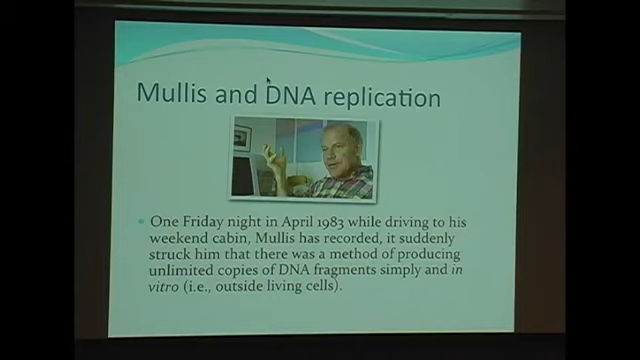 Mullis and DNA replication
One Friday night in April 1983 while driving to his
weekend cabin, Mullis has recorded, it suddenly
struck him that there was a method of producing
unlimited copies of DNA fragments simply and in
vitro (i.e., outside living cells).